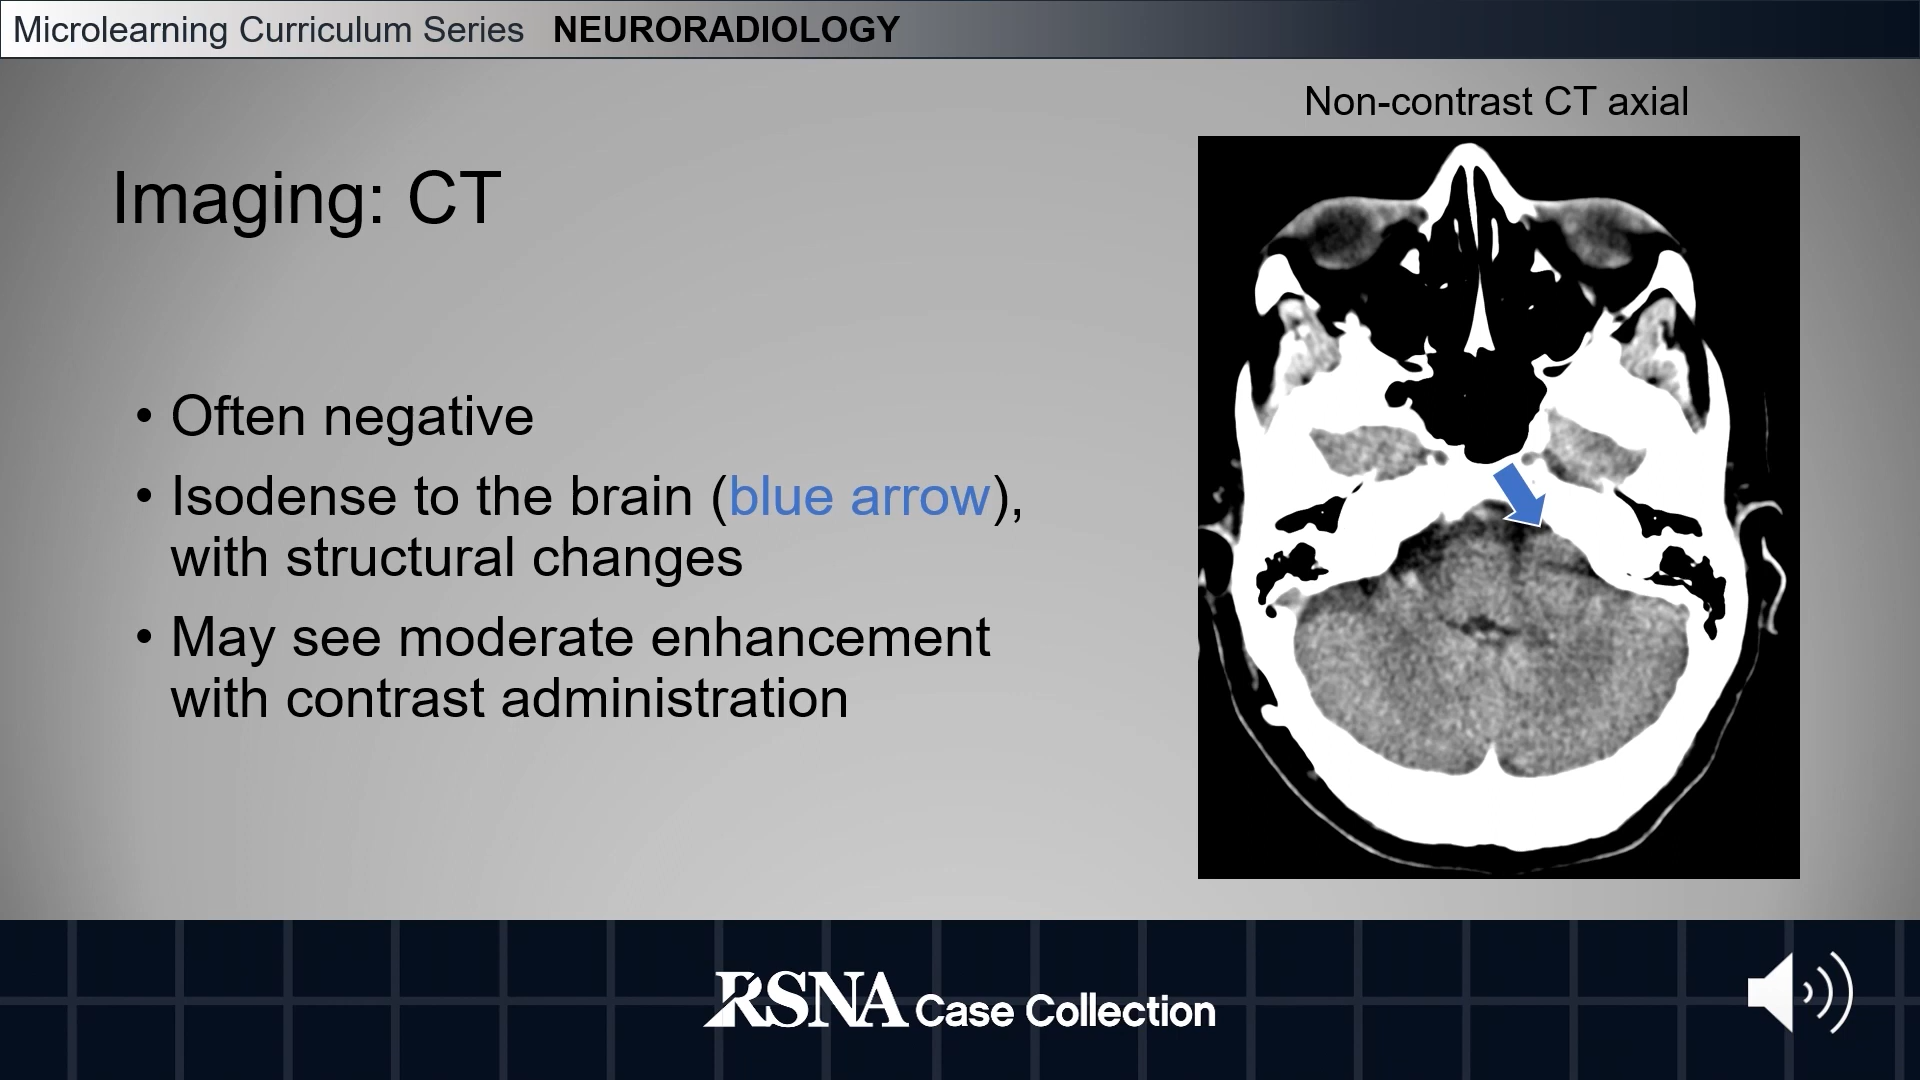 Microlearning Curriculum Series NEURORADIOLOGY
Non-contrast CT axial
Imaging: CT
• Often negative
• Isodense to the brain (blue arrow),
with structural changes
• May see moderate enhancement
with contrast administration
RSNA Case Collection